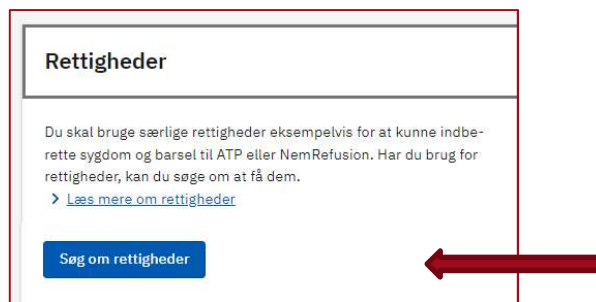 Rettigheder
Du skal bruge særlige rettigheder eksempelvis for at kunne indbe-
rette sygdom og barsel til ATP eller NemRefusion. Har du brug for
rettigheder, kan du søge om at få dem.
> Læs mere om rettigheder
Søg om rettigheder